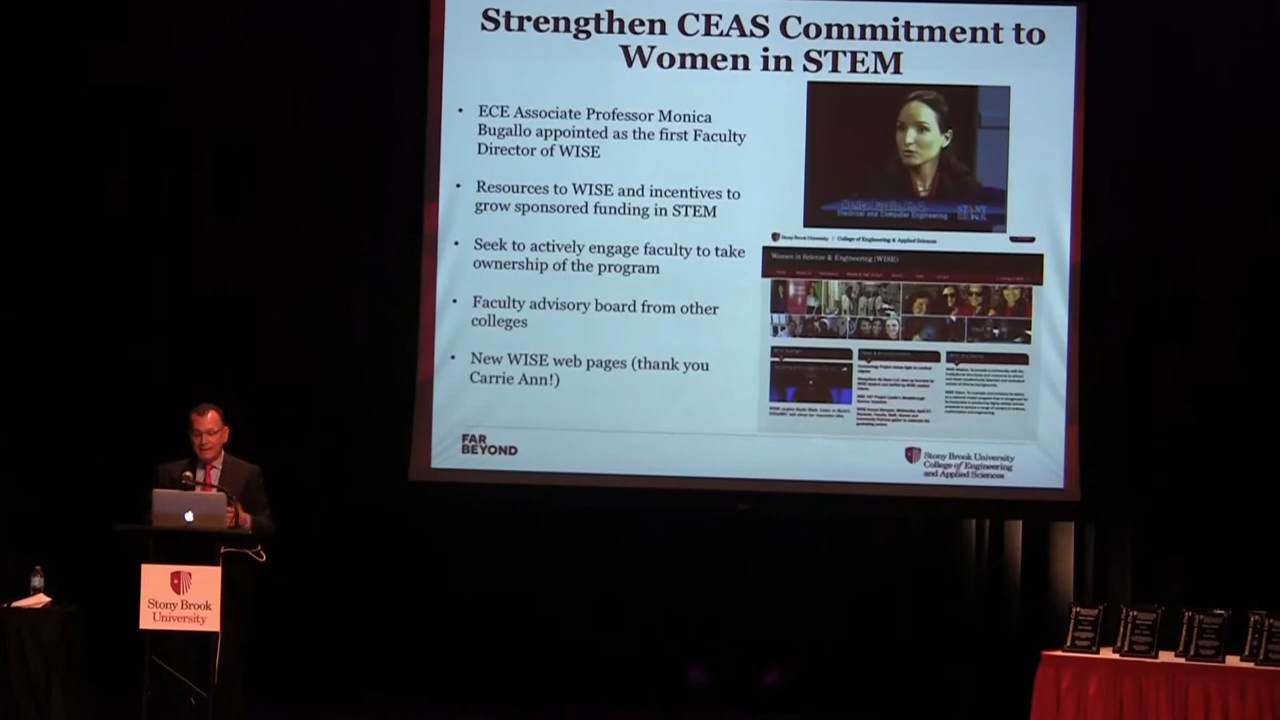 Strengthen CEAS Commitment to
Women in STEM
• ECE Associate Professor Monica
Bugallo appointed as the first Faculty
Director of WISE
• Resources to WISE and incentives to
grow sponsored funding in STEM
• Seek to actively engage faculty to take
ownership of the program
• Faculty advisory board from other
colleges
• New WISE web pages (thank you
Carrie Ann!)
Electrical and Computer Engineering
Stony Brook University | College of Engineering & Applied Sciences
Women in Science & Engineering (WISE)
FAR
BEYOND
Stony Brook University
College of Engineering
and Applied Sciences
Stony Brook
University